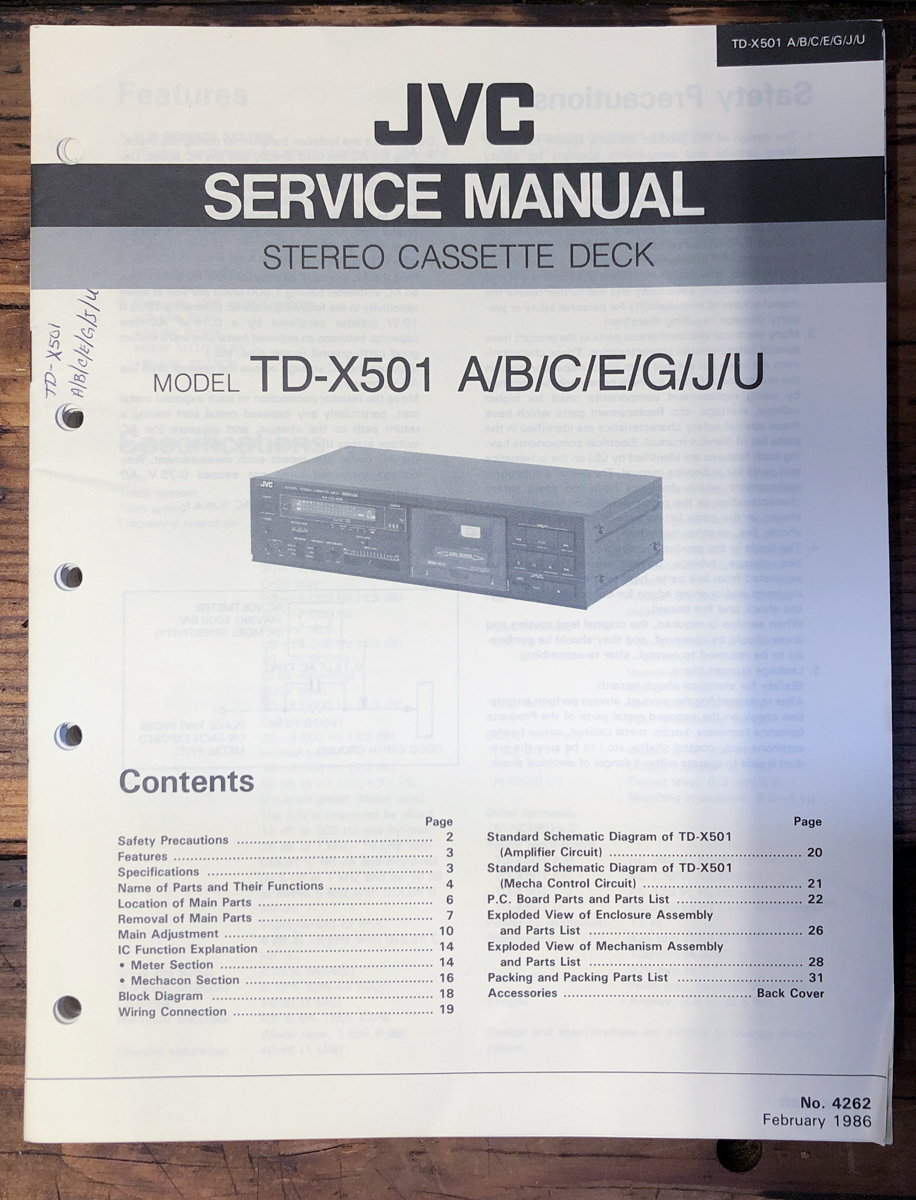 TD-X501 A/B/C/E/G/J/U
JVC
SERVICE MANUAL
STEREO CASSETTE DECK
TD-X501
A/B/C/E/G/J/U
MODEL TD-X501 A/B/C/E/G/J/U
JVC
Contents
Page
Safety Precautions 2
Features 3
Specifications 3
Name of Parts and Their Functions 4
Location of Main Parts 6
Removal of Main Parts 7
Main Adjustment 10
IC Function Explanation 14
• Meter Section 14
• Mechacon Section 16
Block Diagram 18
Wiring Connection 19
Page
Standard Schematic Diagram of TD-X501
(Amplifier Circuit) 20
Standard Schematic Diagram of TD-X501
(Mecha Control Circuit) 21
P.C. Board Parts and Parts List 22
Exploded View of Enclosure Assembly
and Parts List 26
Exploded View of Mechanism Assembly
and Parts List 28
Packing and Packing Parts List 31
Accessories Back Cover
No. 4262
February 1986